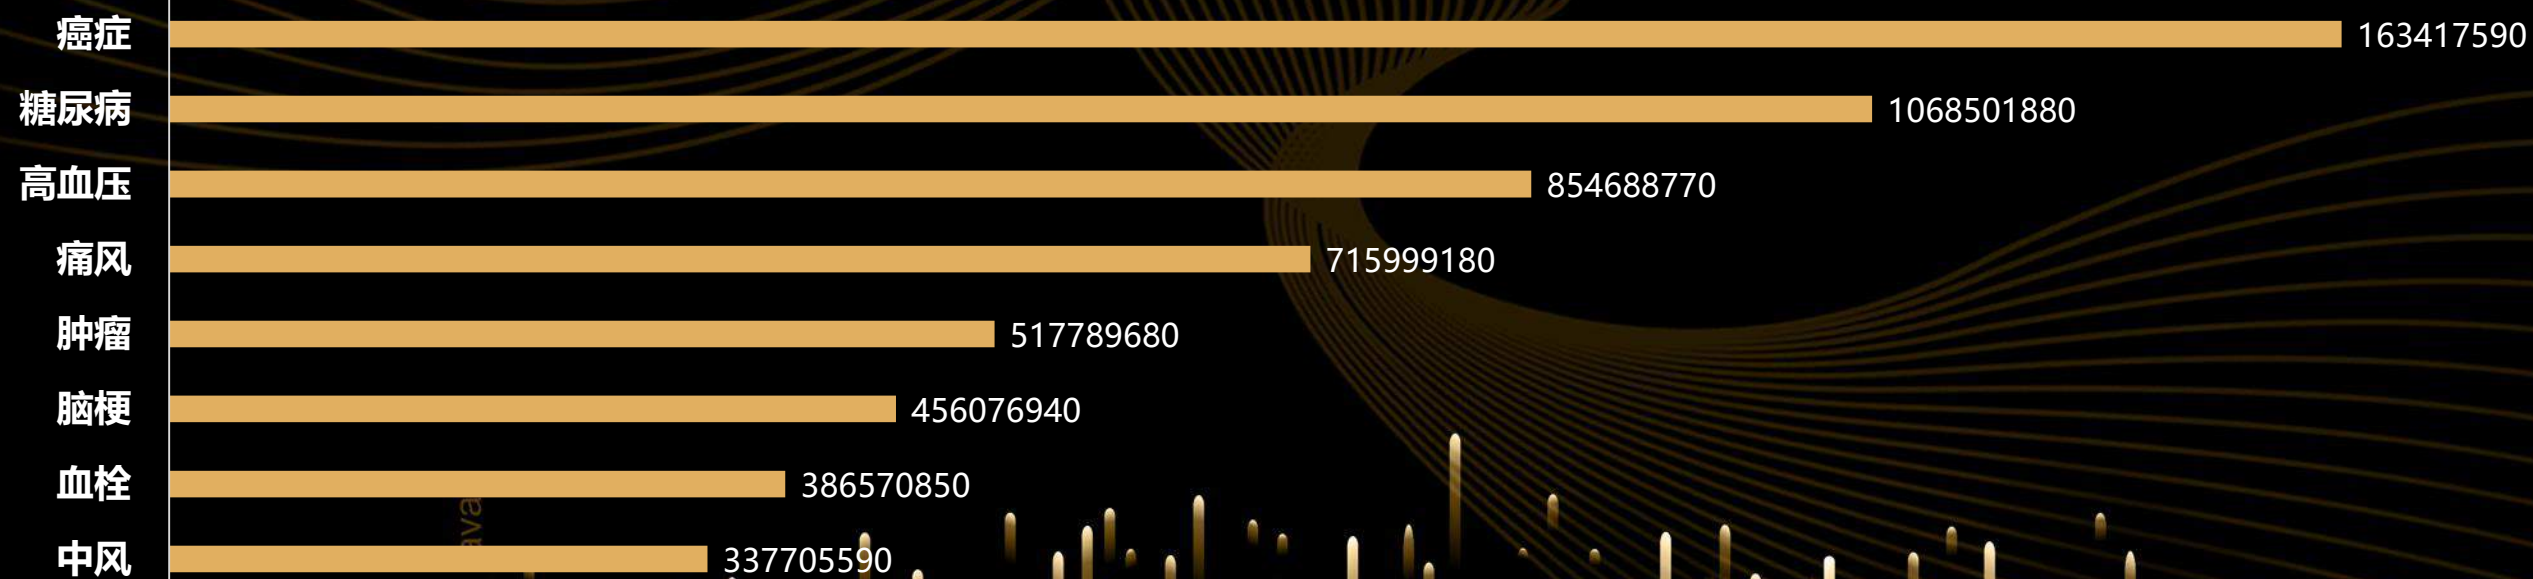 癌症 163417590
糖尿病 1068501880
高血压 854688770
痛风 715999180
肿瘤 517789680
脑梗 456076940
血栓 386570850
ava
中风 337705590